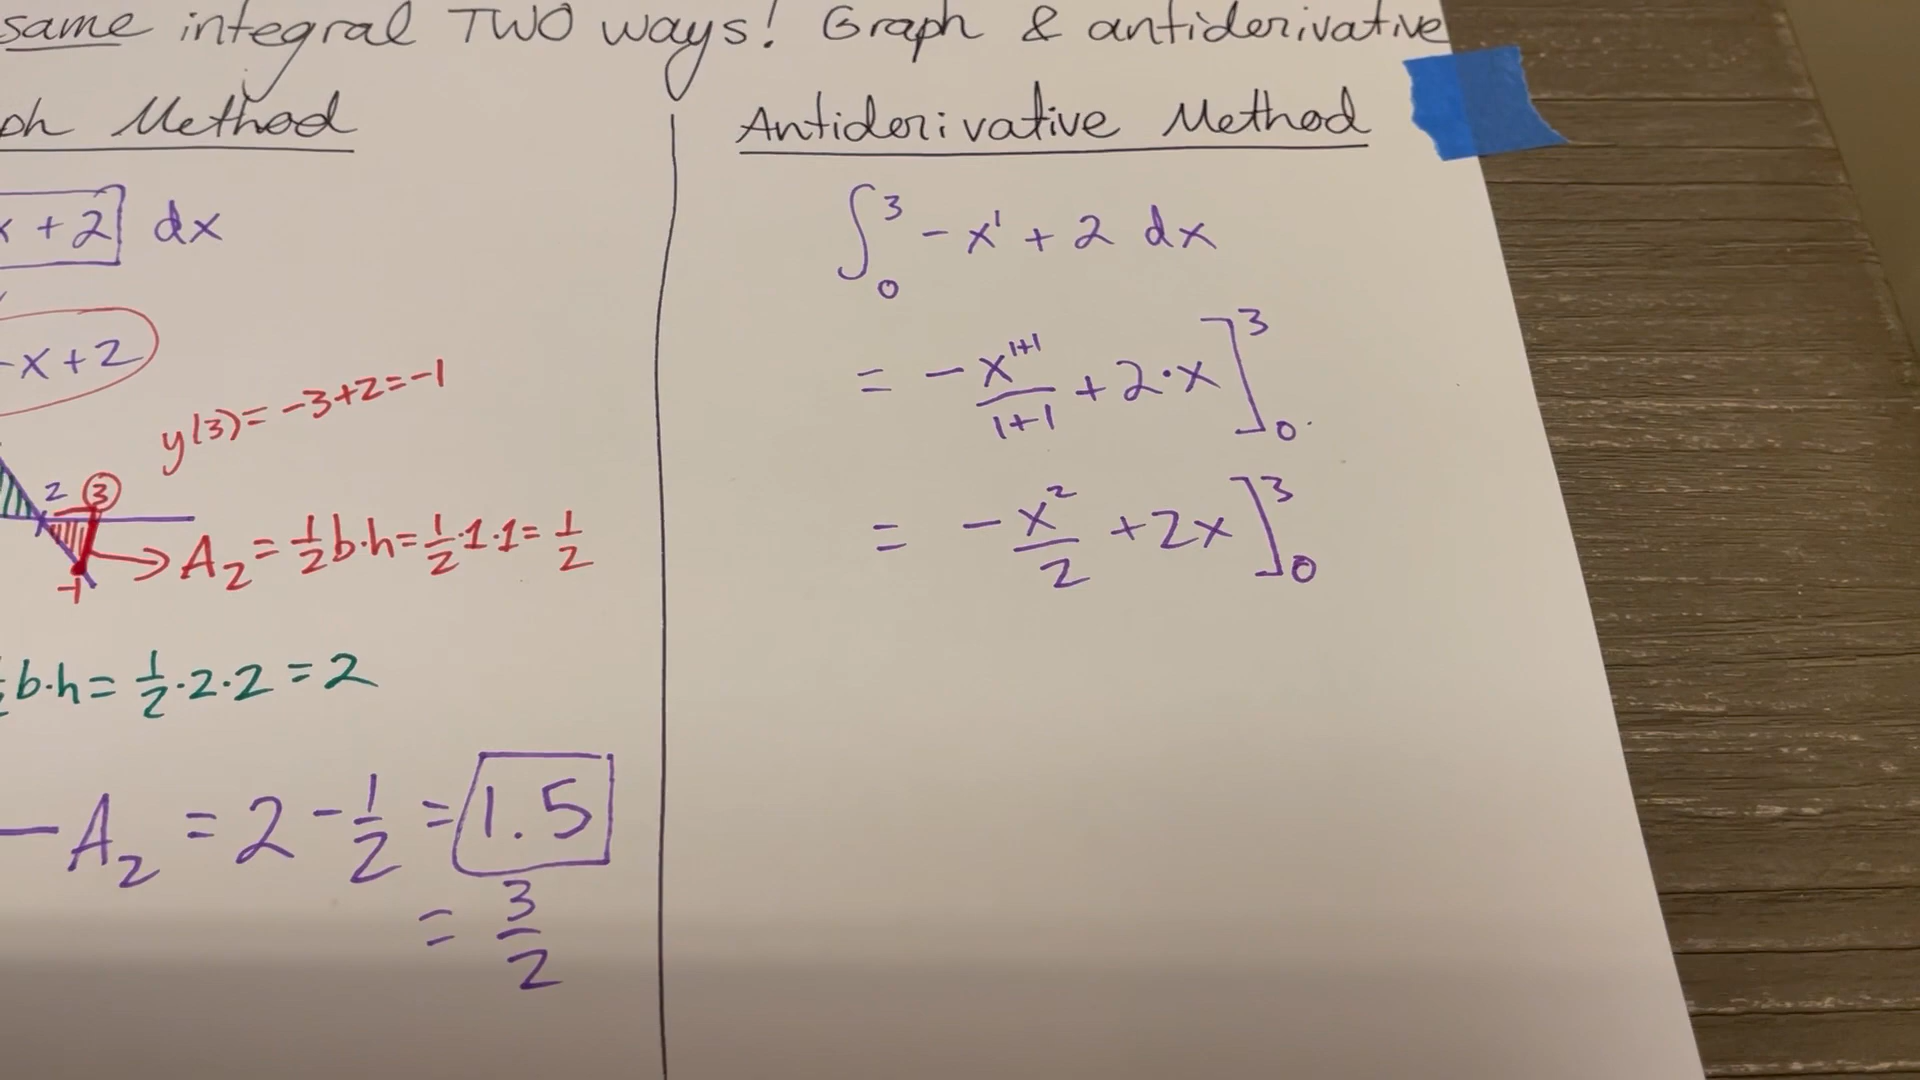 same integral TWO ways! Graph & antiderivative
ph Method
x + 2] dx
-x+2
y(3) = -3+2=-1
2 3
-1
A₂ = ½b·h = ½·1·1 = ½
b·h = ½·2·2 = 2
- A₂ = 2 - ½ = 1.5
= 3/2
Antiderivative Method
∫₀³ -x¹ + 2 dx
= -x¹⁺¹/1+1 + 2·x]₀³
= -x²/2 + 2x]₀³